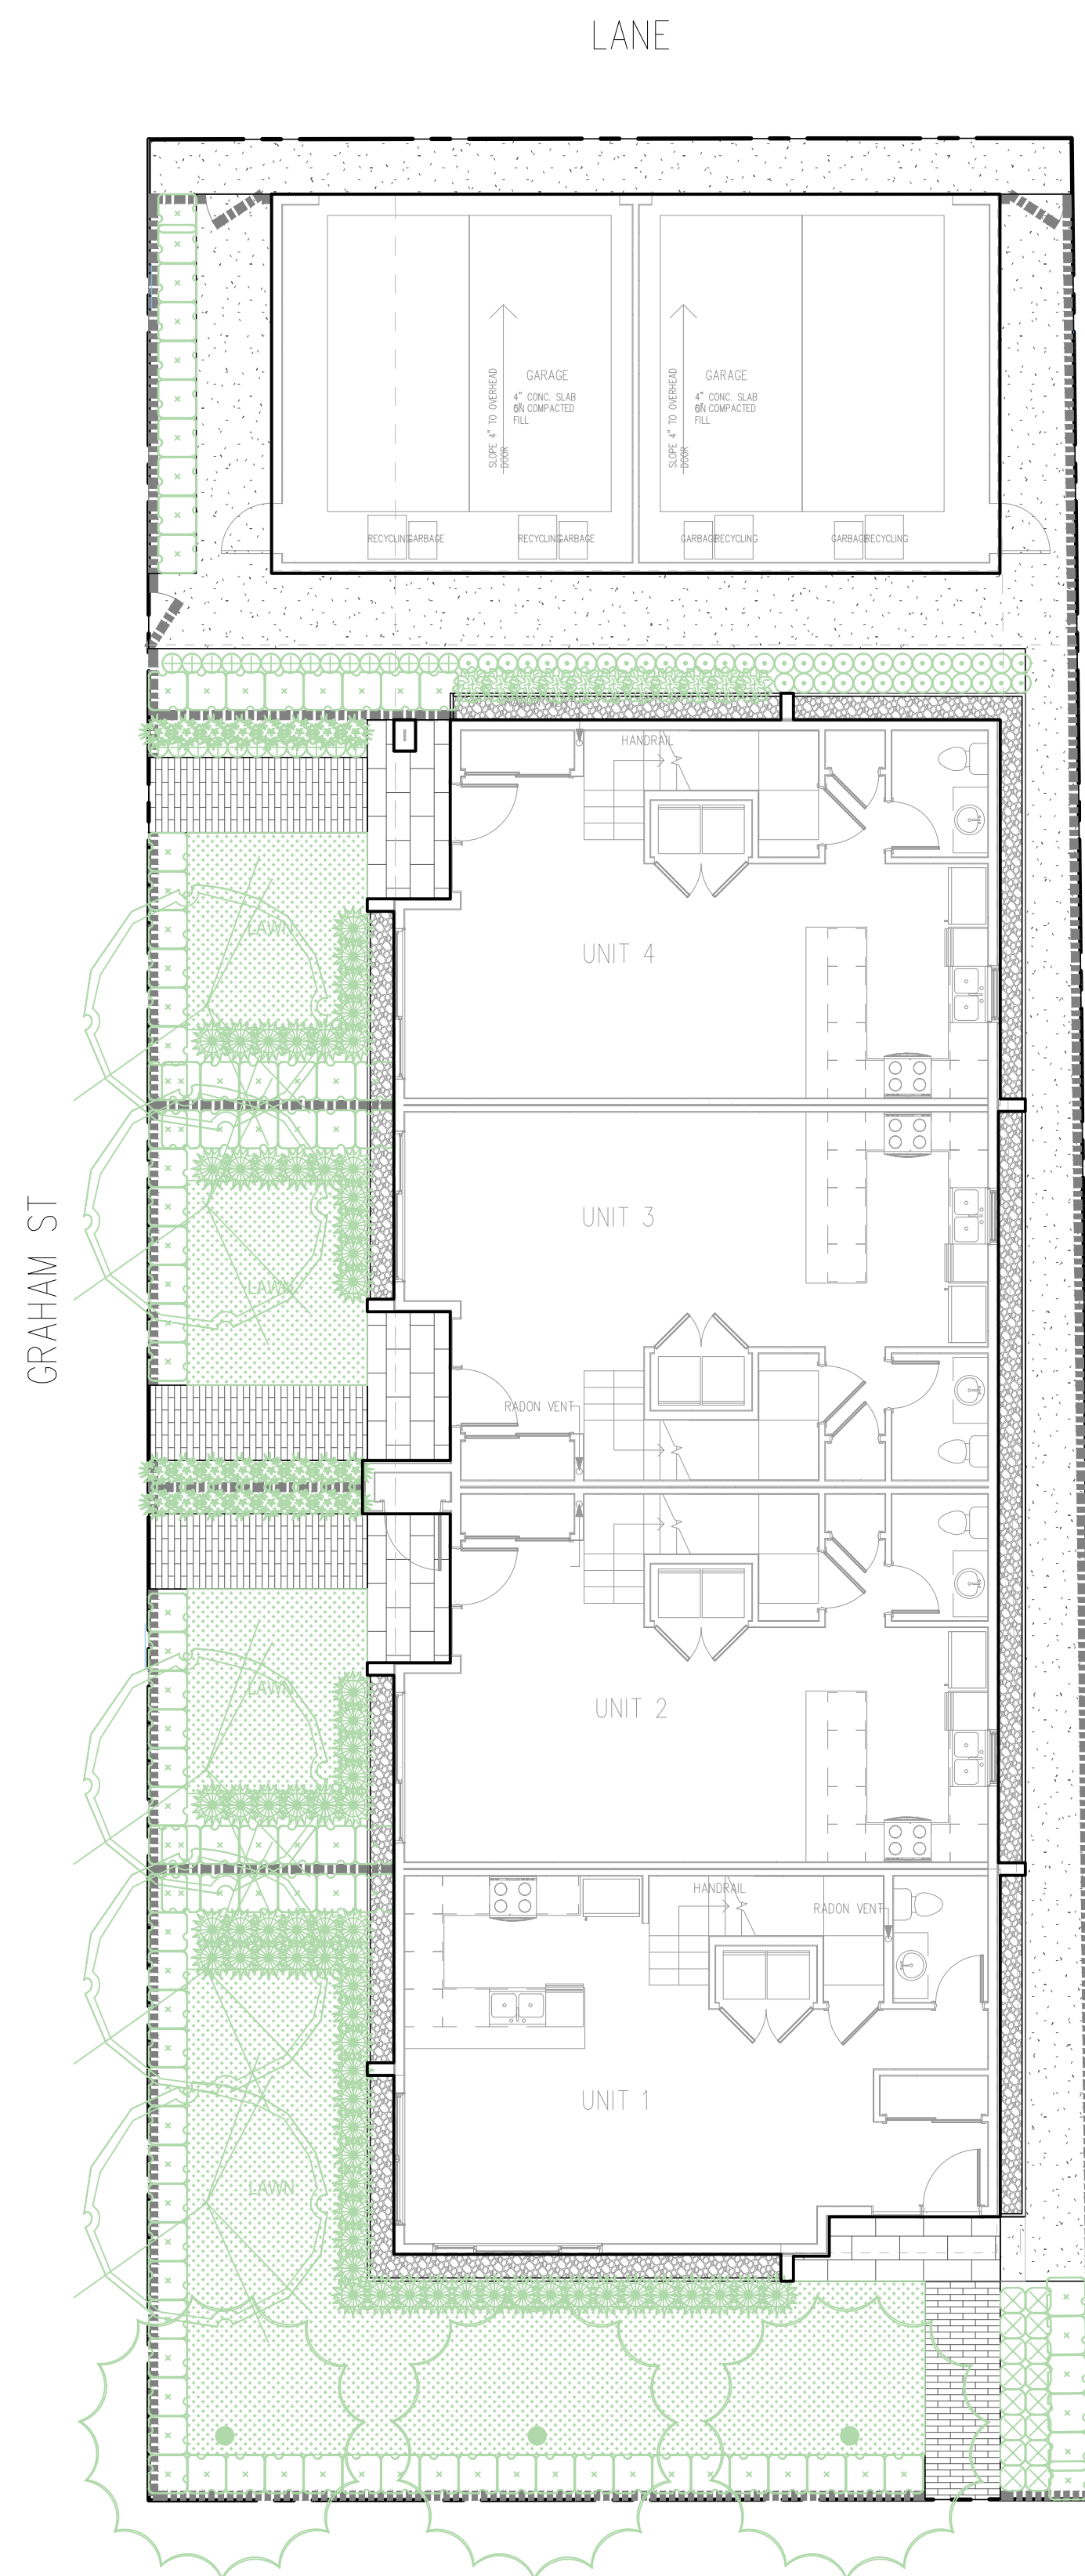 LANE
GARAGE
4" CONC. SLAB
ON COMPACTED
FILL
SLOPE 4" TO OVERHEAD
DOOR
GARAGE
4" CONC. SLAB
ON COMPACTED
FILL
SLOPE 4" TO OVERHEAD
DOOR
RECYCLING
GARBAGE
RECYCLING
GARBAGE
GARBAGE
RECYCLING
GARBAGE
RECYCLING
HANDRAIL
LAWN
UNIT 4
GRAHAM ST
UNIT 3
LAWN
RADON VENT
LAWN
UNIT 2
HANDRAIL
RADON VENT
UNIT 1
LAWN